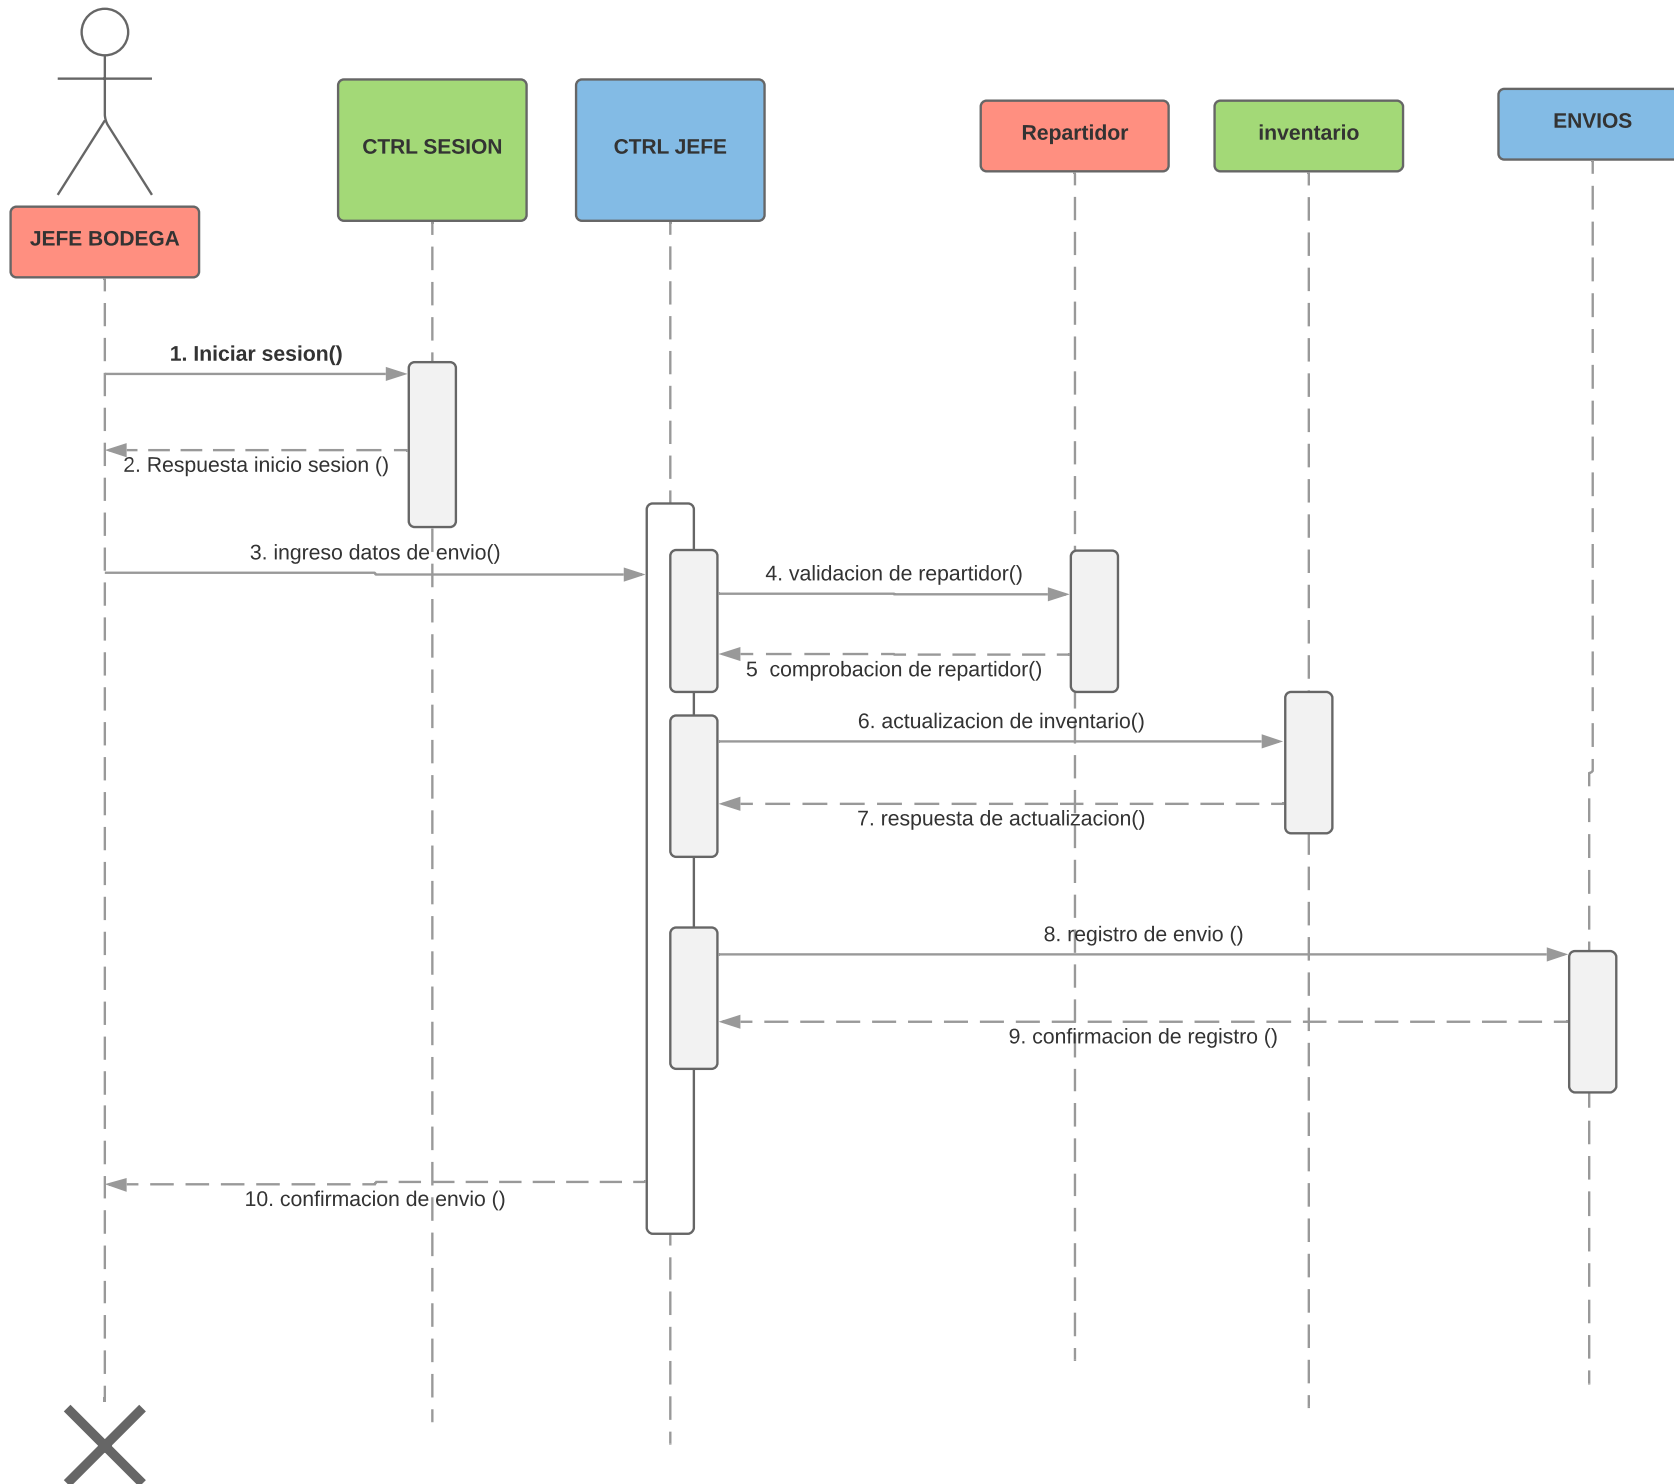 CTRL SESION
CTRL JEFE
Repartidor
inventario
ENVIOS
JEFE BODEGA
1. Iniciar sesion()
2. Respuesta inicio sesion ()
3. ingreso datos de envio()
4. validacion de repartidor()
5  comprobacion de repartidor()
6. actualizacion de inventario()
7. respuesta de actualizacion()
8. registro de envio ()
9. confirmacion de registro ()
10. confirmacion de envio ()